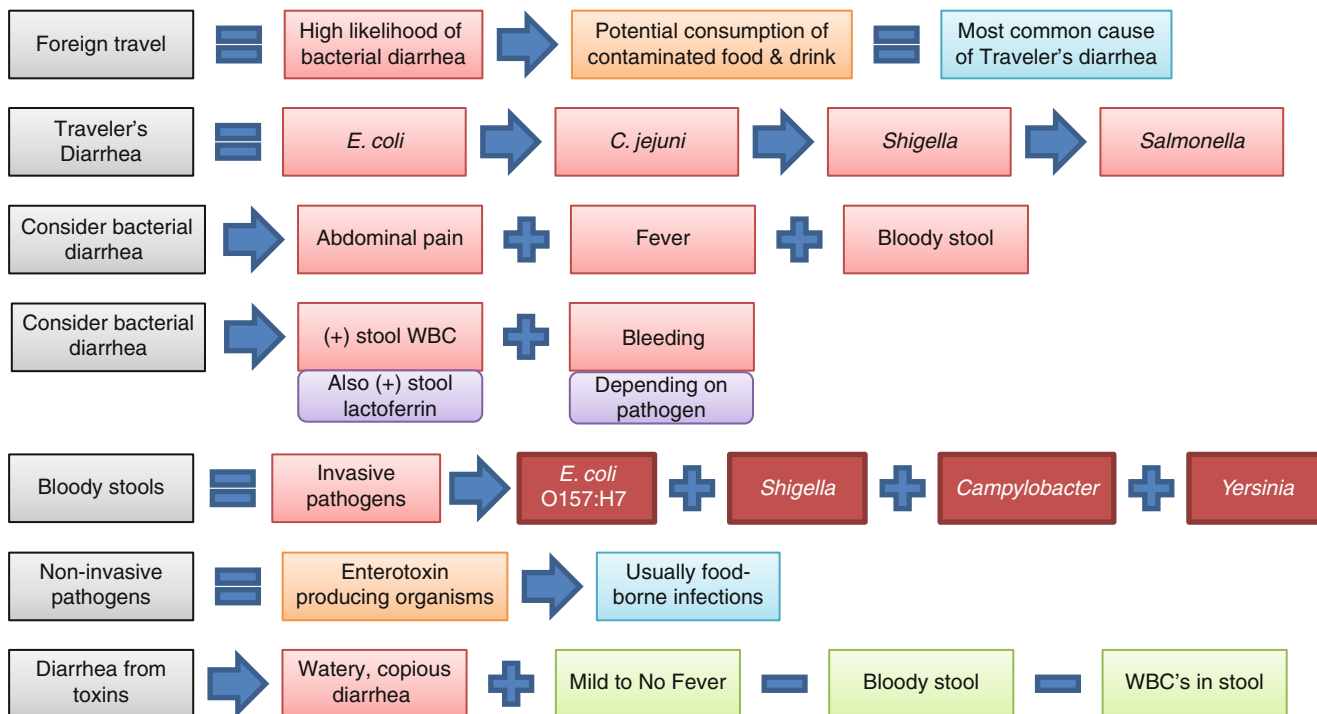 Foreign travel
High likelihood of
bacterial diarrhea
Potential consumption of
contaminated food & drink
Most common cause
of Traveler's diarrhea
Traveler's
Diarrhea
E. coli
C. jejuni
Shigella
Salmonella
Consider bacterial
diarrhea
Abdominal pain
Fever
Bloody stool
Consider bacterial
diarrhea
(+) stool WBC
Also (+) stool
lactoferrin
Bleeding
Depending on
pathogen
Bloody stools
Invasive
pathogens
E. coli
O157:H7
Shigella
Campylobacter
Yersinia
Non-invasive
pathogens
Enterotoxin
producing organisms
Usually food-
borne infections
Diarrhea from
toxins
Watery, copious
diarrhea
Mild to No Fever
Bloody stool
WBC's in stool